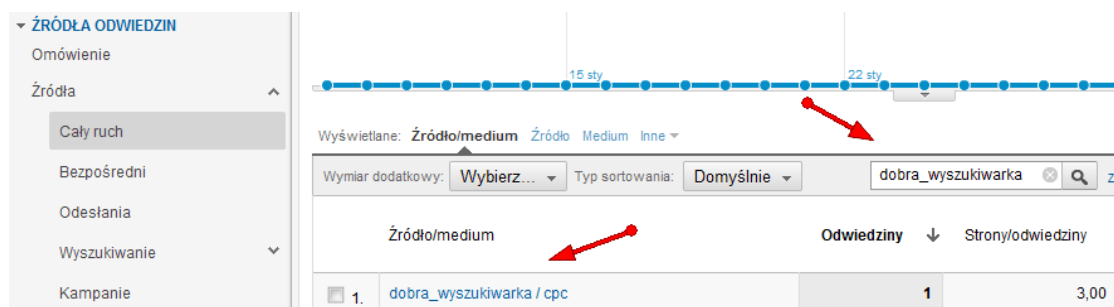 ŹRÓDŁA ODWIEDZIN
Omówienie
Źródła
Cały ruch
Bezpośredni
Odesłania
Wyszukiwanie
Kampanie
15 sty
22 sty
Wyświetlane: Źródło/medium Źródło Medium Inne
Wymiar dodatkowy: Wybierz... Typ sortowania: Domyślnie dobra_wyszukiwarka
Źródło/medium Odwiedziny Strony/odwiedziny
1. dobra_wyszukiwarka / cpc 1 3,00